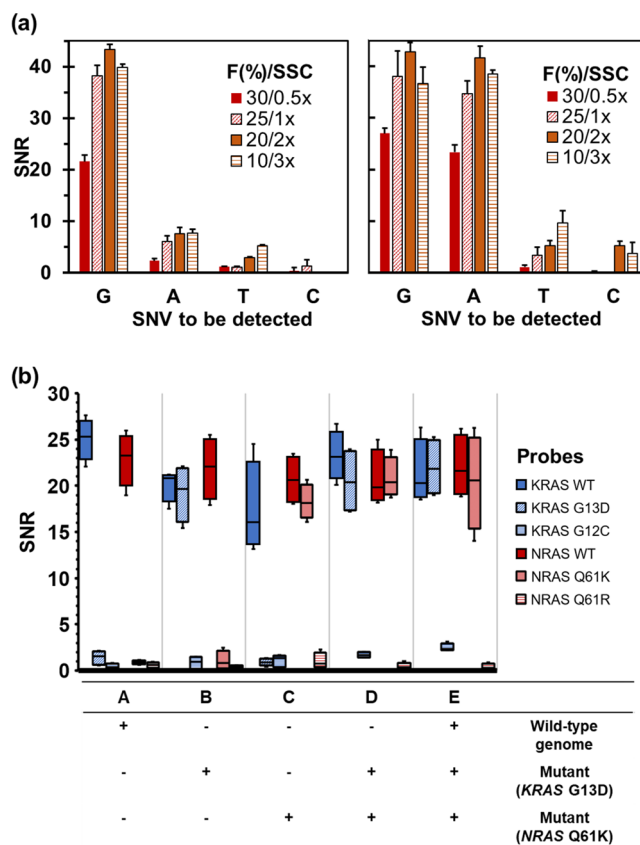 (a)
40
30
20
10
0
SNR
F(%)/SSC
30/0.5x
25/1x
20/2x
10/3x
G A T C
SNV to be detected
F(%)/SSC
30/0.5x
25/1x
20/2x
10/3x
G A T C
SNV to be detected
(b)
30
25
20
15
10
5
0
SNR
Probes
KRAS WT
KRAS G13D
KRAS G12C
NRAS WT
NRAS Q61K
NRAS Q61R
A B C D E
+ - - - + Wild-type
genome
- + - + + Mutant
(KRAS G13D)
- - + + + Mutant
(NRAS Q61K)